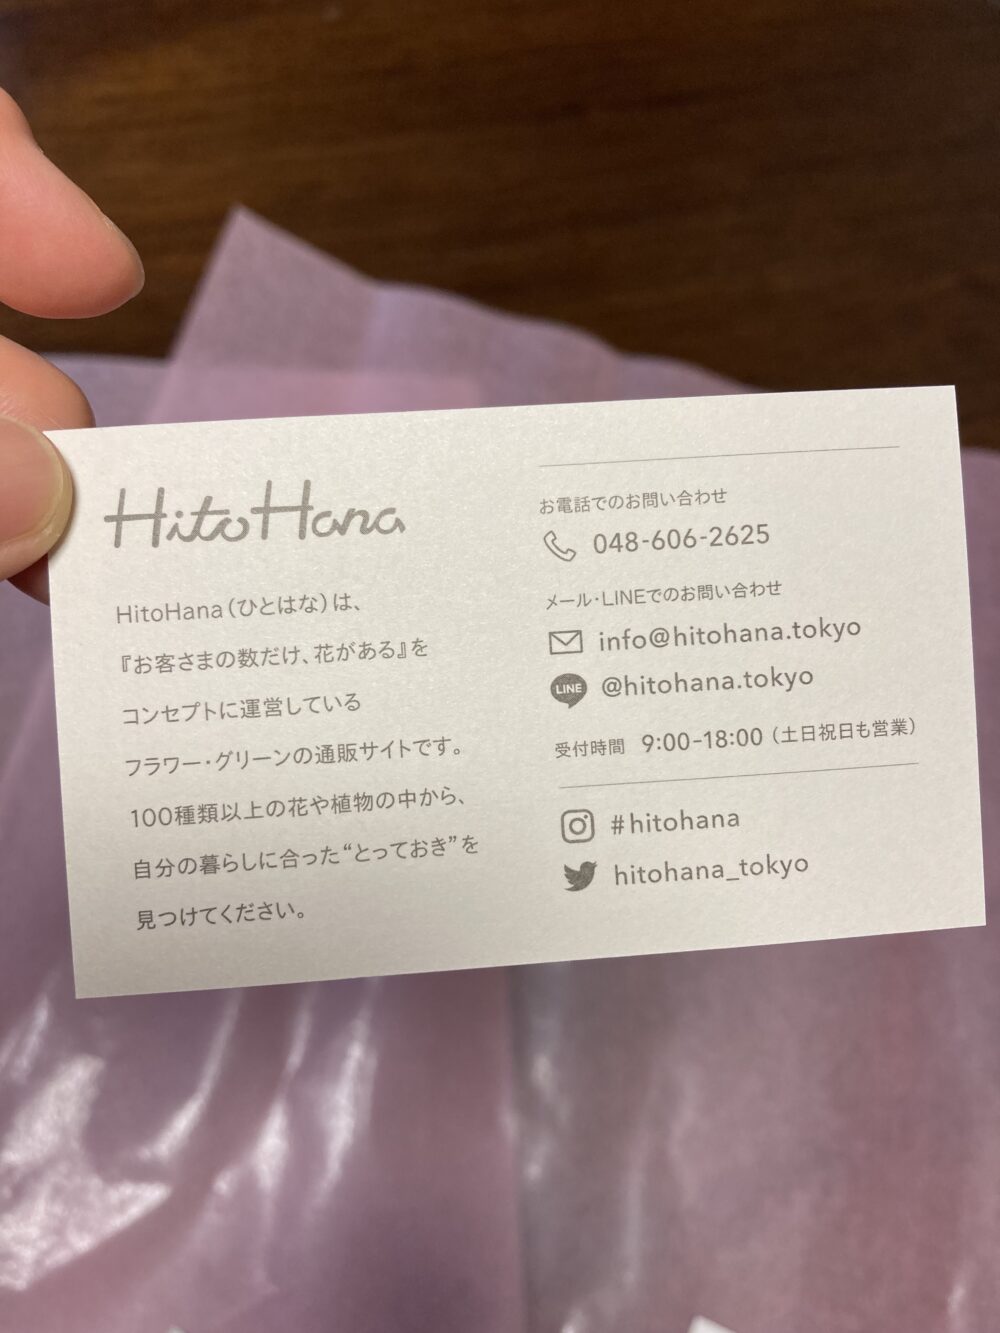 HitoHana
HitoHana（ひとはな）は、
『お客さまの数だけ、花がある』を
コンセプトに運営している
フラワー・グリーンの通販サイトです。
100種類以上の花や植物の中から、
自分の暮らしに合った“とっておき”を
見つけてください。
お電話でのお問い合わせ
048-606-2625
メール・LINEでのお問い合わせ
info@hitohana.tokyo
LINE @hitohana.tokyo
受付時間 9:00-18:00（土日祝日も営業）
#hitohana
hitohana_tokyo